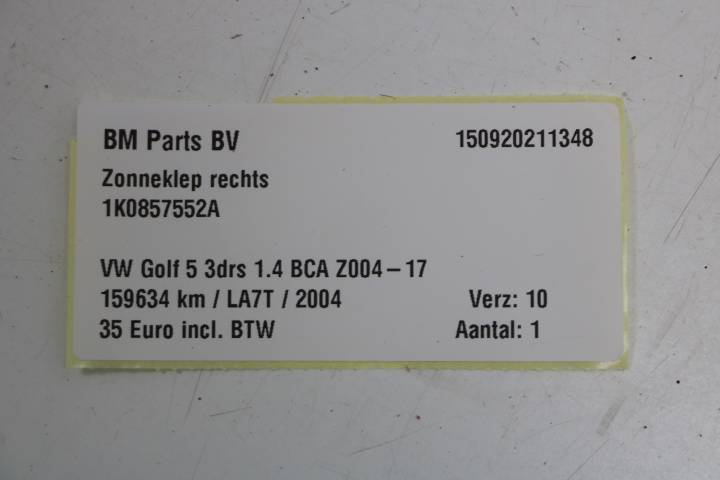 BM Parts BV 150920211348
Zonneklep rechts
1K0857552A
VW Golf 5 3drs 1.4 BCA Z004-17
159634 km / LA7T / 2004 Verz: 10
35 Euro incl. BTW Aantal: 1